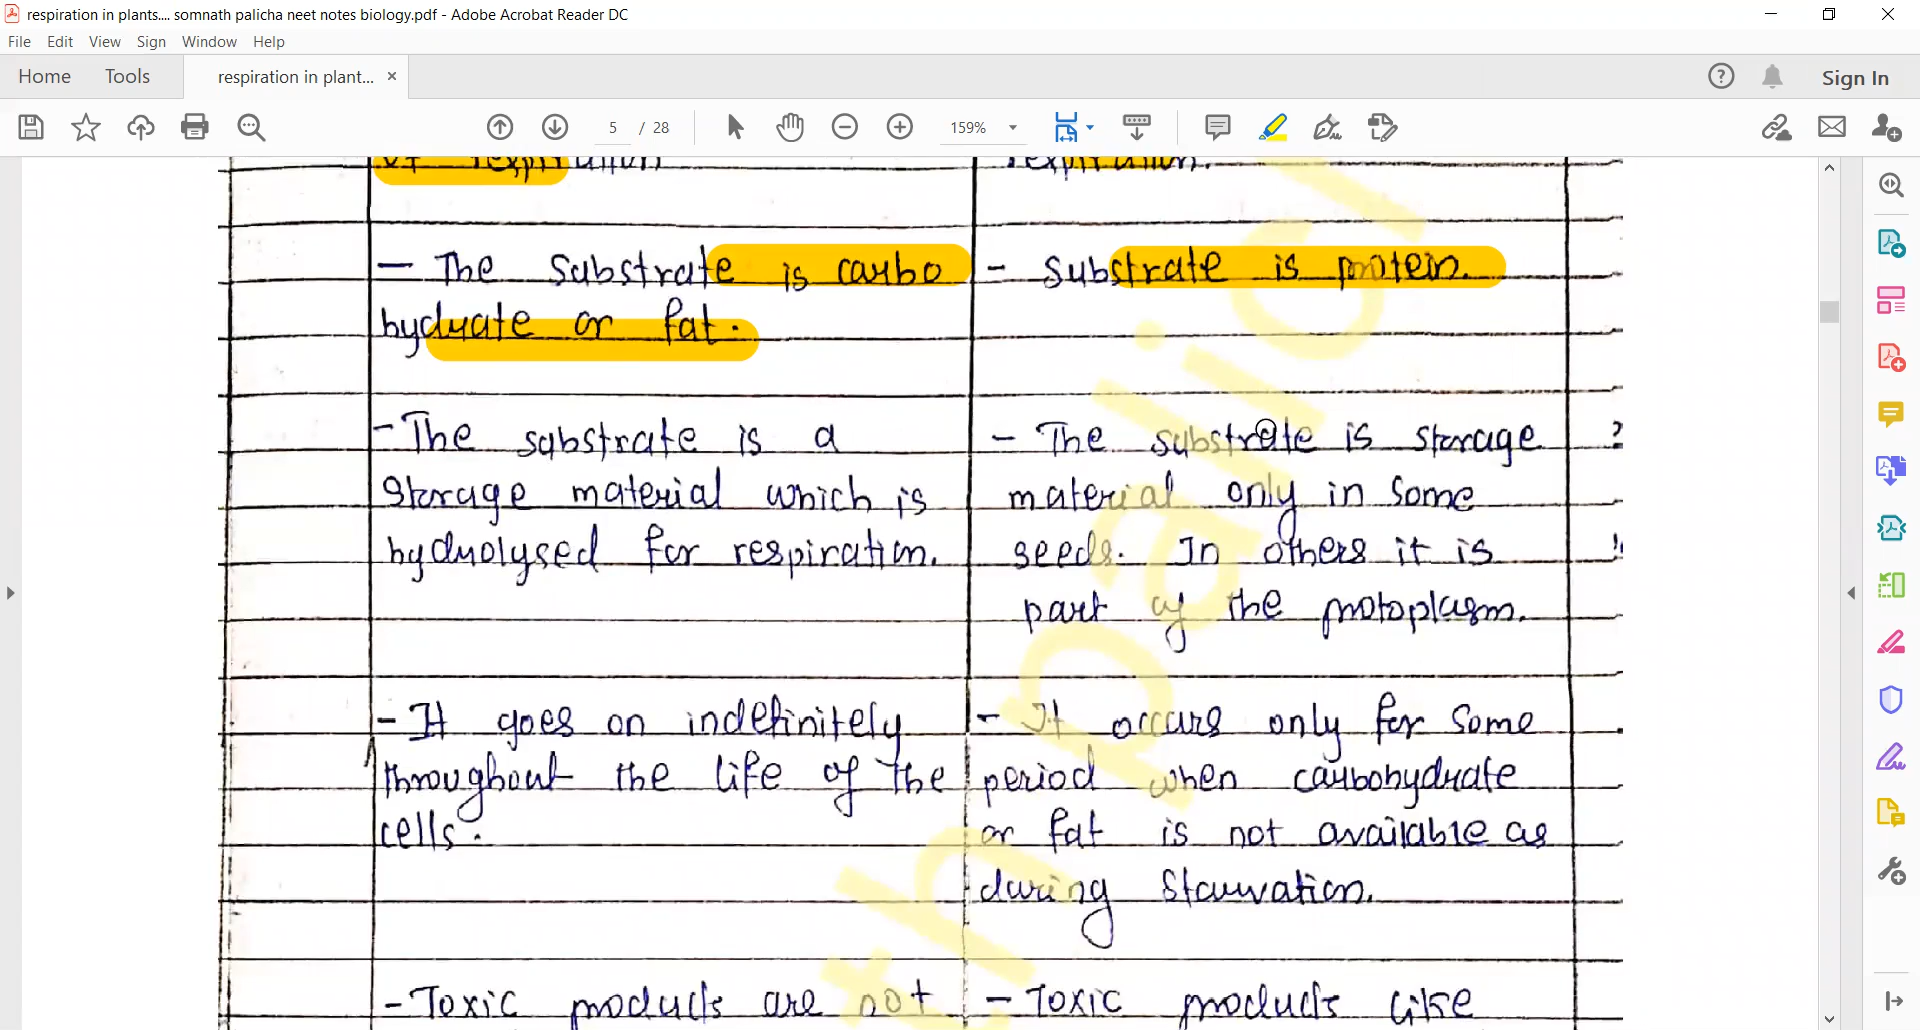 respiration in plants.... somnath palicha neet notes biology.pdf - Adobe Acrobat Reader DC
File Edit View Sign Window Help
Home Tools respiration in plant... × Sign In
5 / 28 159%
of respiration
respiration.
— The substrate is carbo
hydrate or fat.
- substrate is protein.
- The substrate is a
storage material which is
hydrolysed for respiration.
- The substrate is storage
material only in some
seeds. In others it is
part of the protoplasm.
- It goes on indefinitely
throughout the life of the
cells.
- It occurs only for some
period when carbohydrate
or fat is not available as
during starvation.
- Toxic products are not
- Toxic products like
th palici